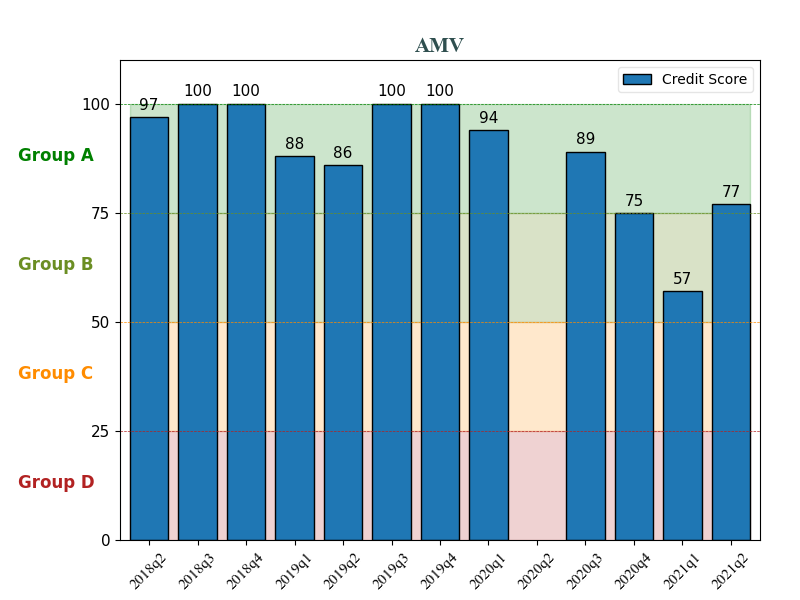 AMV
Credit Score
97
100
100
88
86
100
100
94
89
75
57
77
100
75
50
25
0
Group A
Group B
Group C
Group D
2018q2
2018q3
2018q4
2019q1
2019q2
2019q3
2019q4
2020q1
2020q2
2020q3
2020q4
2021q1
2021q2